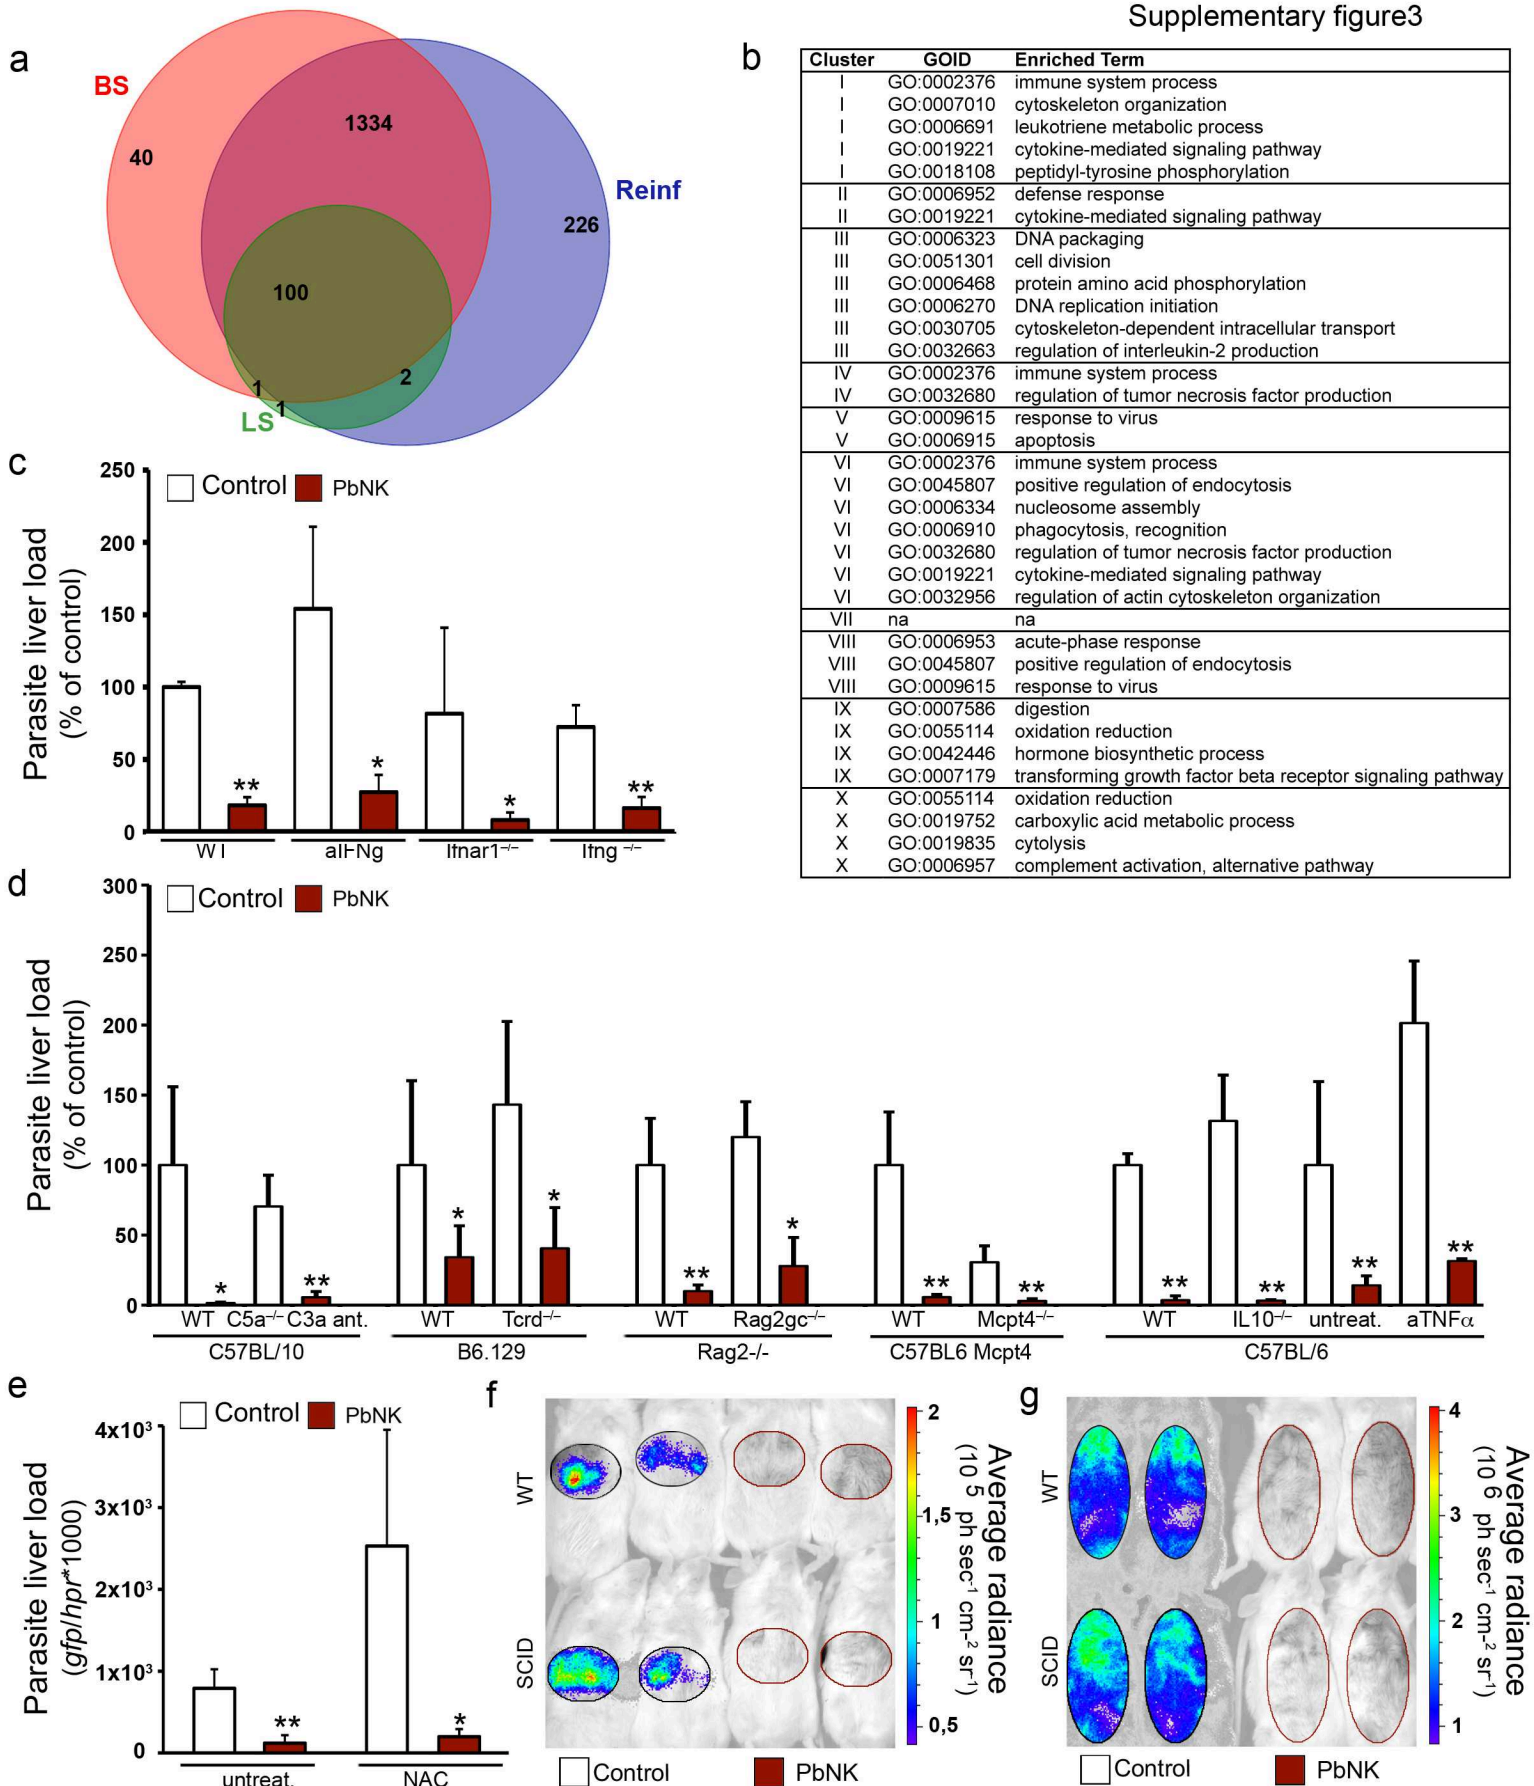 Supplementary figure3
a
BS
40
1334
Reinf
226
100
2
1
1
LS
b
Cluster GOID Enriched Term
I GO:0002376 immune system process
I GO:0007010 cytoskeleton organization
I GO:0006691 leukotriene metabolic process
I GO:0019221 cytokine-mediated signaling pathway
I GO:0018108 peptidyl-tyrosine phosphorylation
II GO:0006952 defense response
II GO:0019221 cytokine-mediated signaling pathway
III GO:0006323 DNA packaging
III GO:0051301 cell division
III GO:0006468 protein amino acid phosphorylation
III GO:0006270 DNA replication initiation
III GO:0030705 cytoskeleton-dependent intracellular transport
III GO:0032663 regulation of interleukin-2 production
IV GO:0002376 immune system process
IV GO:0032680 regulation of tumor necrosis factor production
V GO:0009615 response to virus
V GO:0006915 apoptosis
VI GO:0002376 immune system process
VI GO:0045807 positive regulation of endocytosis
VI GO:0006334 nucleosome assembly
VI GO:0006910 phagocytosis, recognition
VI GO:0032680 regulation of tumor necrosis factor production
VI GO:0019221 cytokine-mediated signaling pathway
VI GO:0032956 regulation of actin cytoskeleton organization
VII na na
VIII GO:0006953 acute-phase response
VIII GO:0045807 positive regulation of endocytosis
VIII GO:0009615 response to virus
IX GO:0007586 digestion
IX GO:0055114 oxidation reduction
IX GO:0042446 hormone biosynthetic process
IX GO:0007179 transforming growth factor beta receptor signaling pathway
X GO:0055114 oxidation reduction
X GO:0019752 carboxylic acid metabolic process
X GO:0019835 cytolysis
X GO:0006957 complement activation, alternative pathway
c
Control PbNK
Parasite liver load
(% of control)
250
200
150
100
50
0
** * * **
WT aIFNg Ifnar1–/– Ifng –/–
d
Control PbNK
Parasite liver load
(% of control)
300
250
200
150
100
50
0
* ** * * ** * ** ** ** ** ** **
WT C5a–/– C3a ant. WT Tcrd–/– WT Rag2gc–/– WT Mcpt4–/– WT IL10–/– untreat. aTNFα
C57BL/10 B6.129 Rag2-/- C57BL6 Mcpt4 C57BL/6
e
Control PbNK
Parasite liver load
(gfp/hpr*1000)
4x10³
3x10³
2x10³
1x10³
0
** *
untreat. NAC
f
WT
SCID
2
1,5
1
0,5
Average radiance
(10 5 ph sec⁻¹ cm-² sr⁻¹)
Control PbNK
g
WT
SCID
4
3
2
1
Average radiance
(10 6 ph sec⁻¹ cm-² sr⁻¹)
Control PbNK